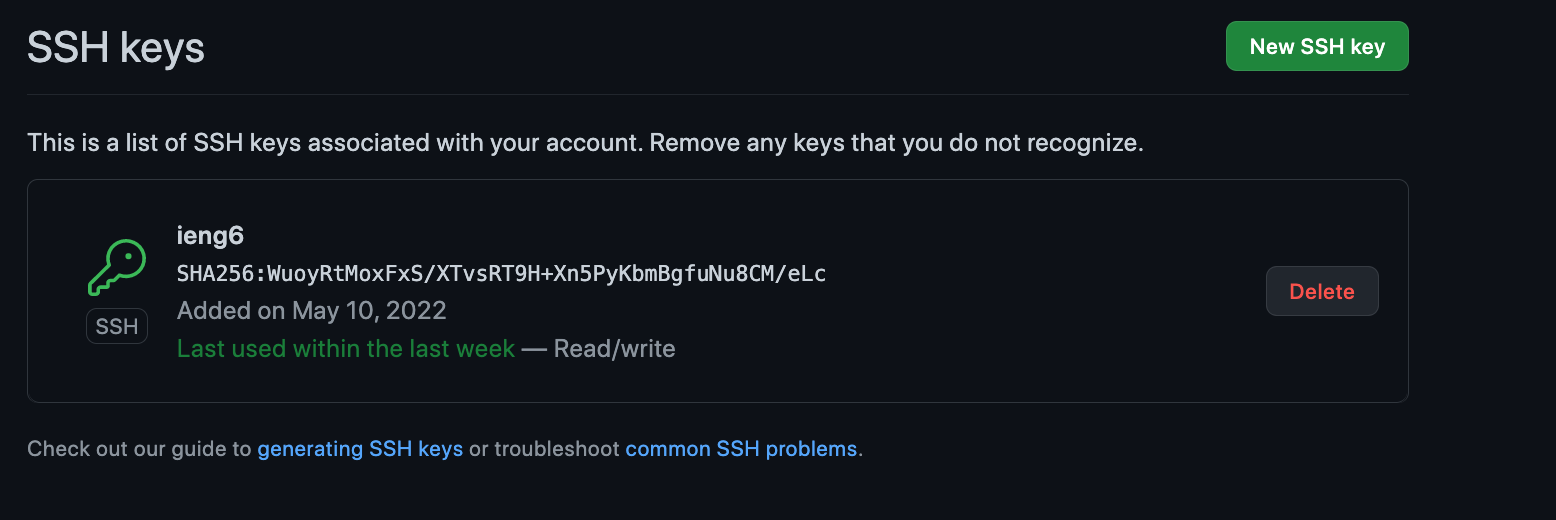 SSH keys
New SSH key
This is a list of SSH keys associated with your account. Remove any keys that you do not recognize.
ieng6
SHA256:WuoyRtMoxFxS/XTvsRT9H+Xn5PyKbmBgfuNu8CM/eLc
Added on May 10, 2022
Last used within the last week — Read/write
SSH
Delete
Check out our guide to generating SSH keys or troubleshoot common SSH problems.